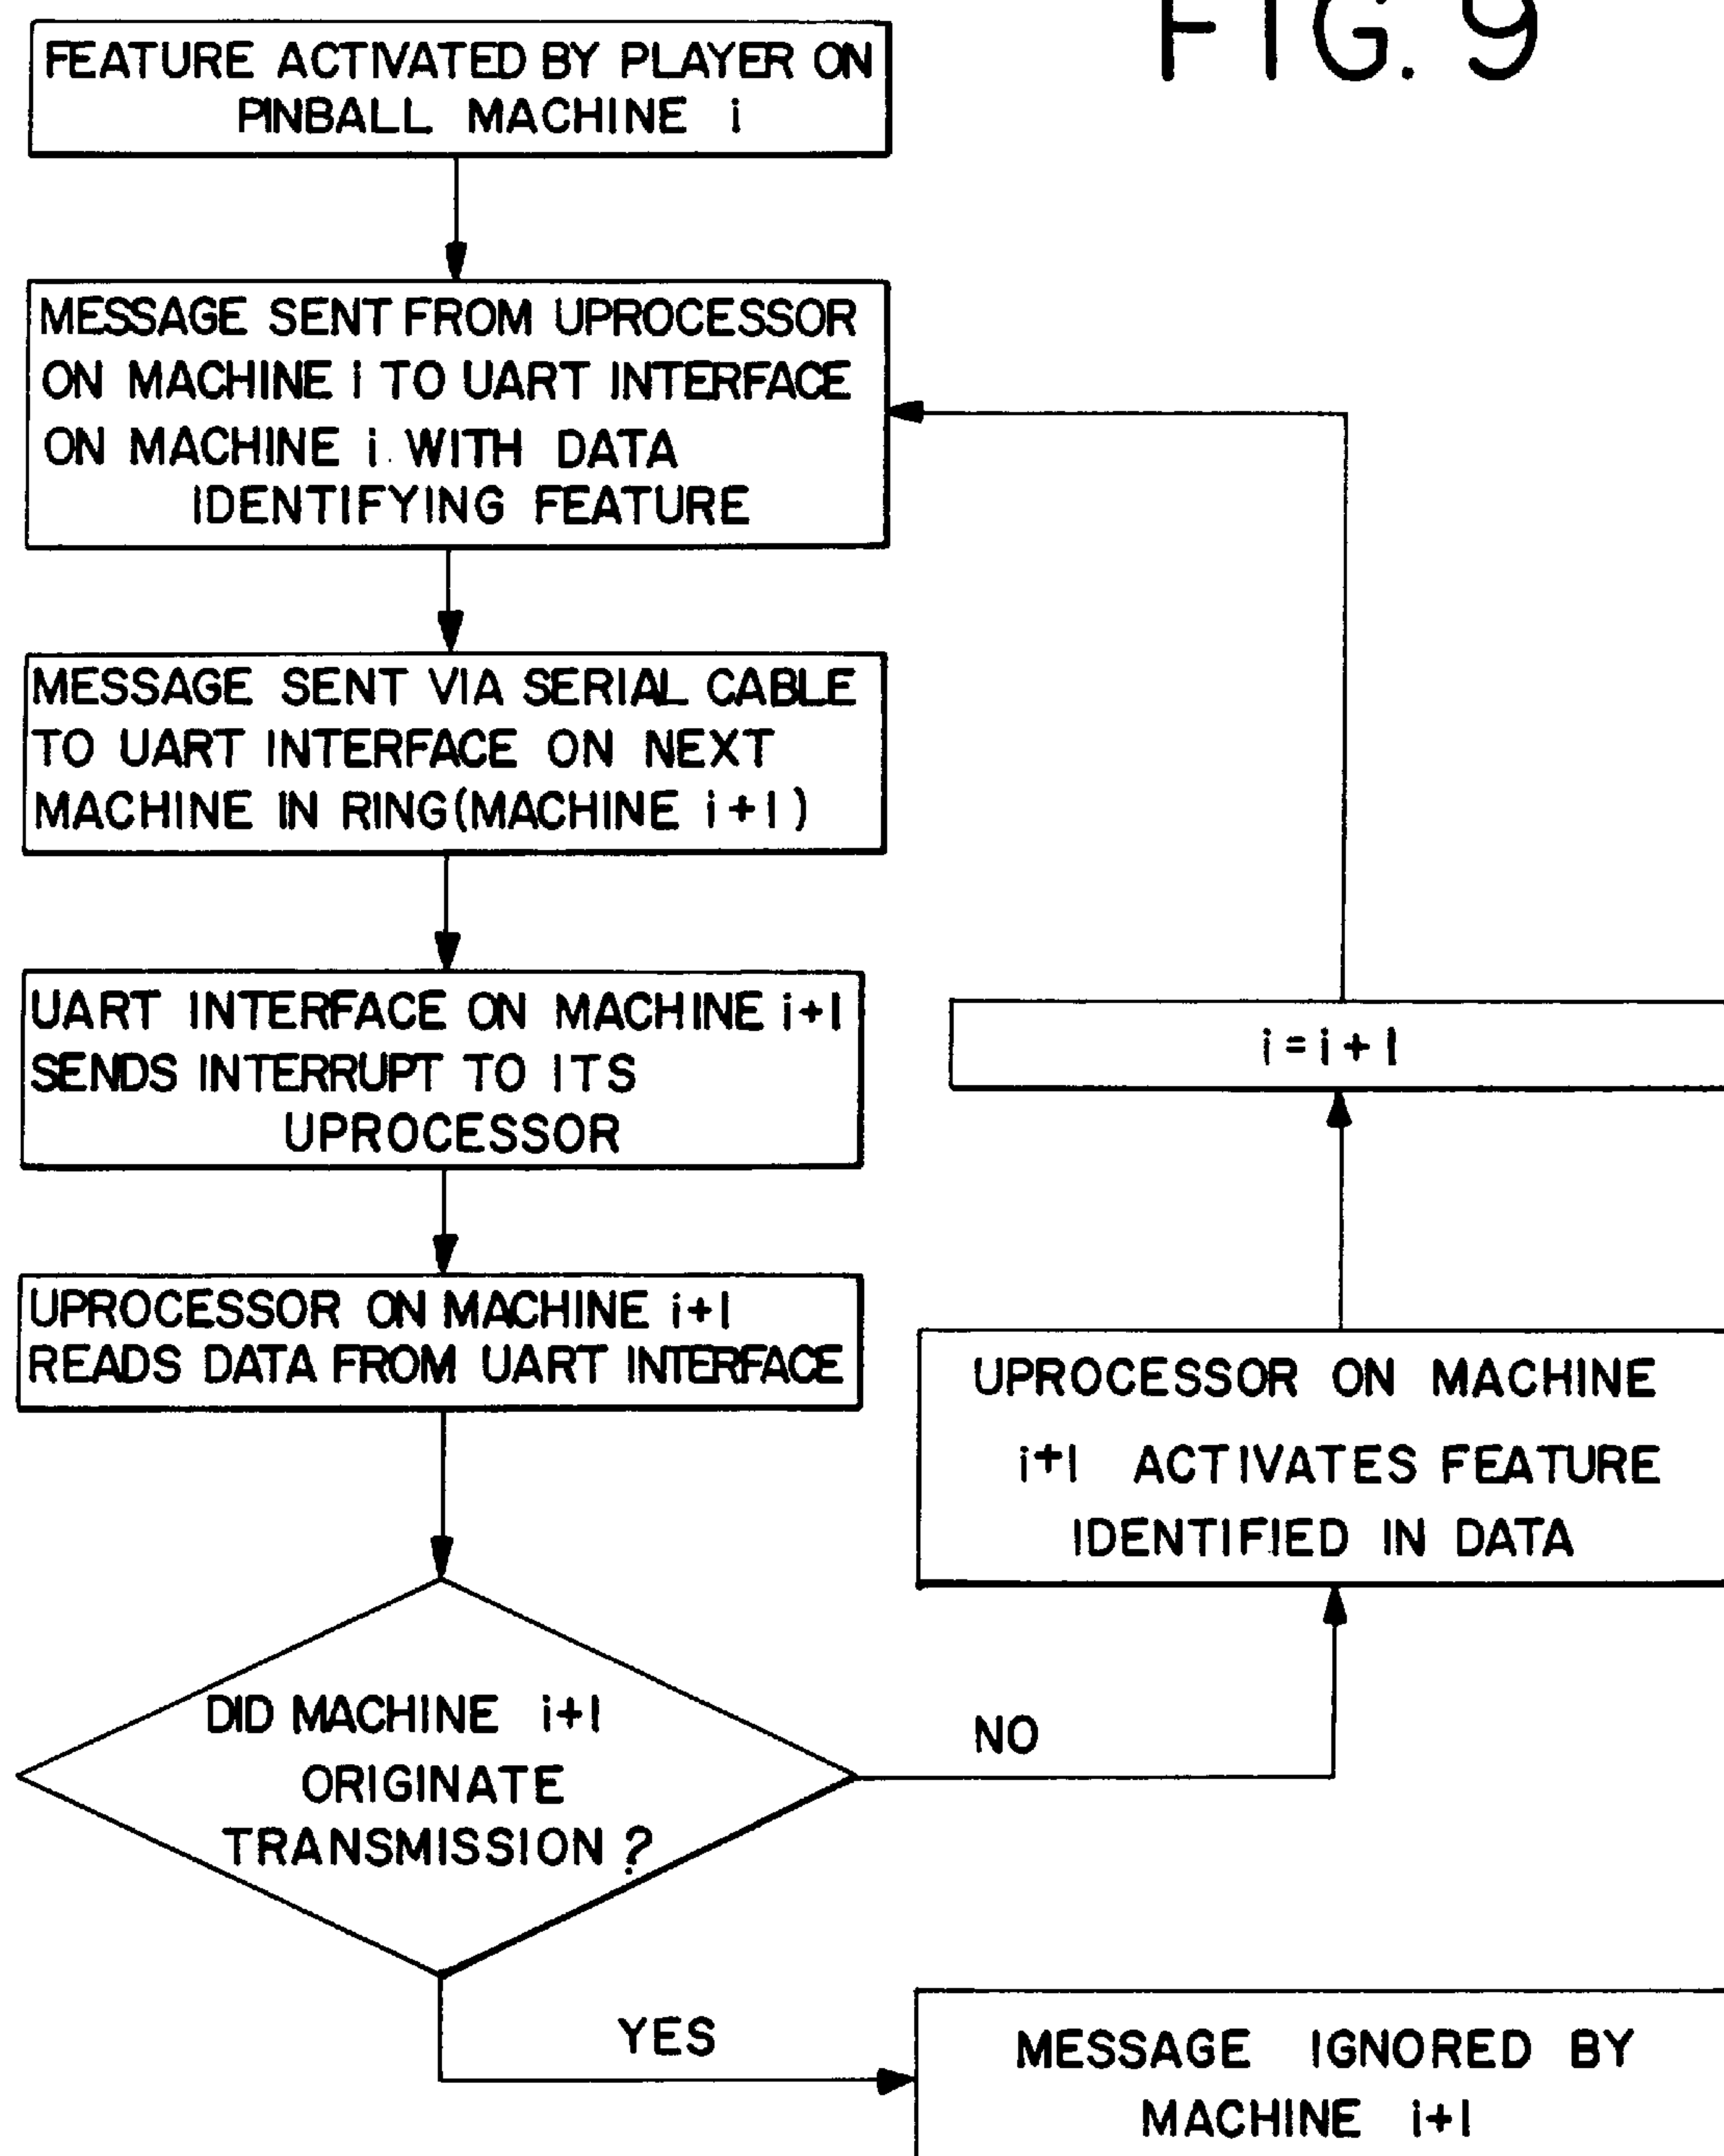 FIG. 9
FEATURE ACTIVATED BY PLAYER ON
PINBALL MACHINE i
MESSAGE SENT FROM UPROCESSOR
ON MACHINE i TO UART INTERFACE
ON MACHINE i WITH DATA
IDENTIFYING FEATURE
MESSAGE SENT VIA SERIAL CABLE
TO UART INTERFACE ON NEXT
MACHINE IN RING(MACHINE i+1)
UART INTERFACE ON MACHINE i+1
SENDS INTERRUPT TO ITS
UPROCESSOR
UPROCESSOR ON MACHINE i+1
READS DATA FROM UART INTERFACE
DID MACHINE i+1
ORIGINATE
TRANSMISSION?
NO
UPROCESSOR ON MACHINE
i+1 ACTIVATES FEATURE
IDENTIFIED IN DATA
i=i+1
YES
MESSAGE IGNORED BY
MACHINE i+1